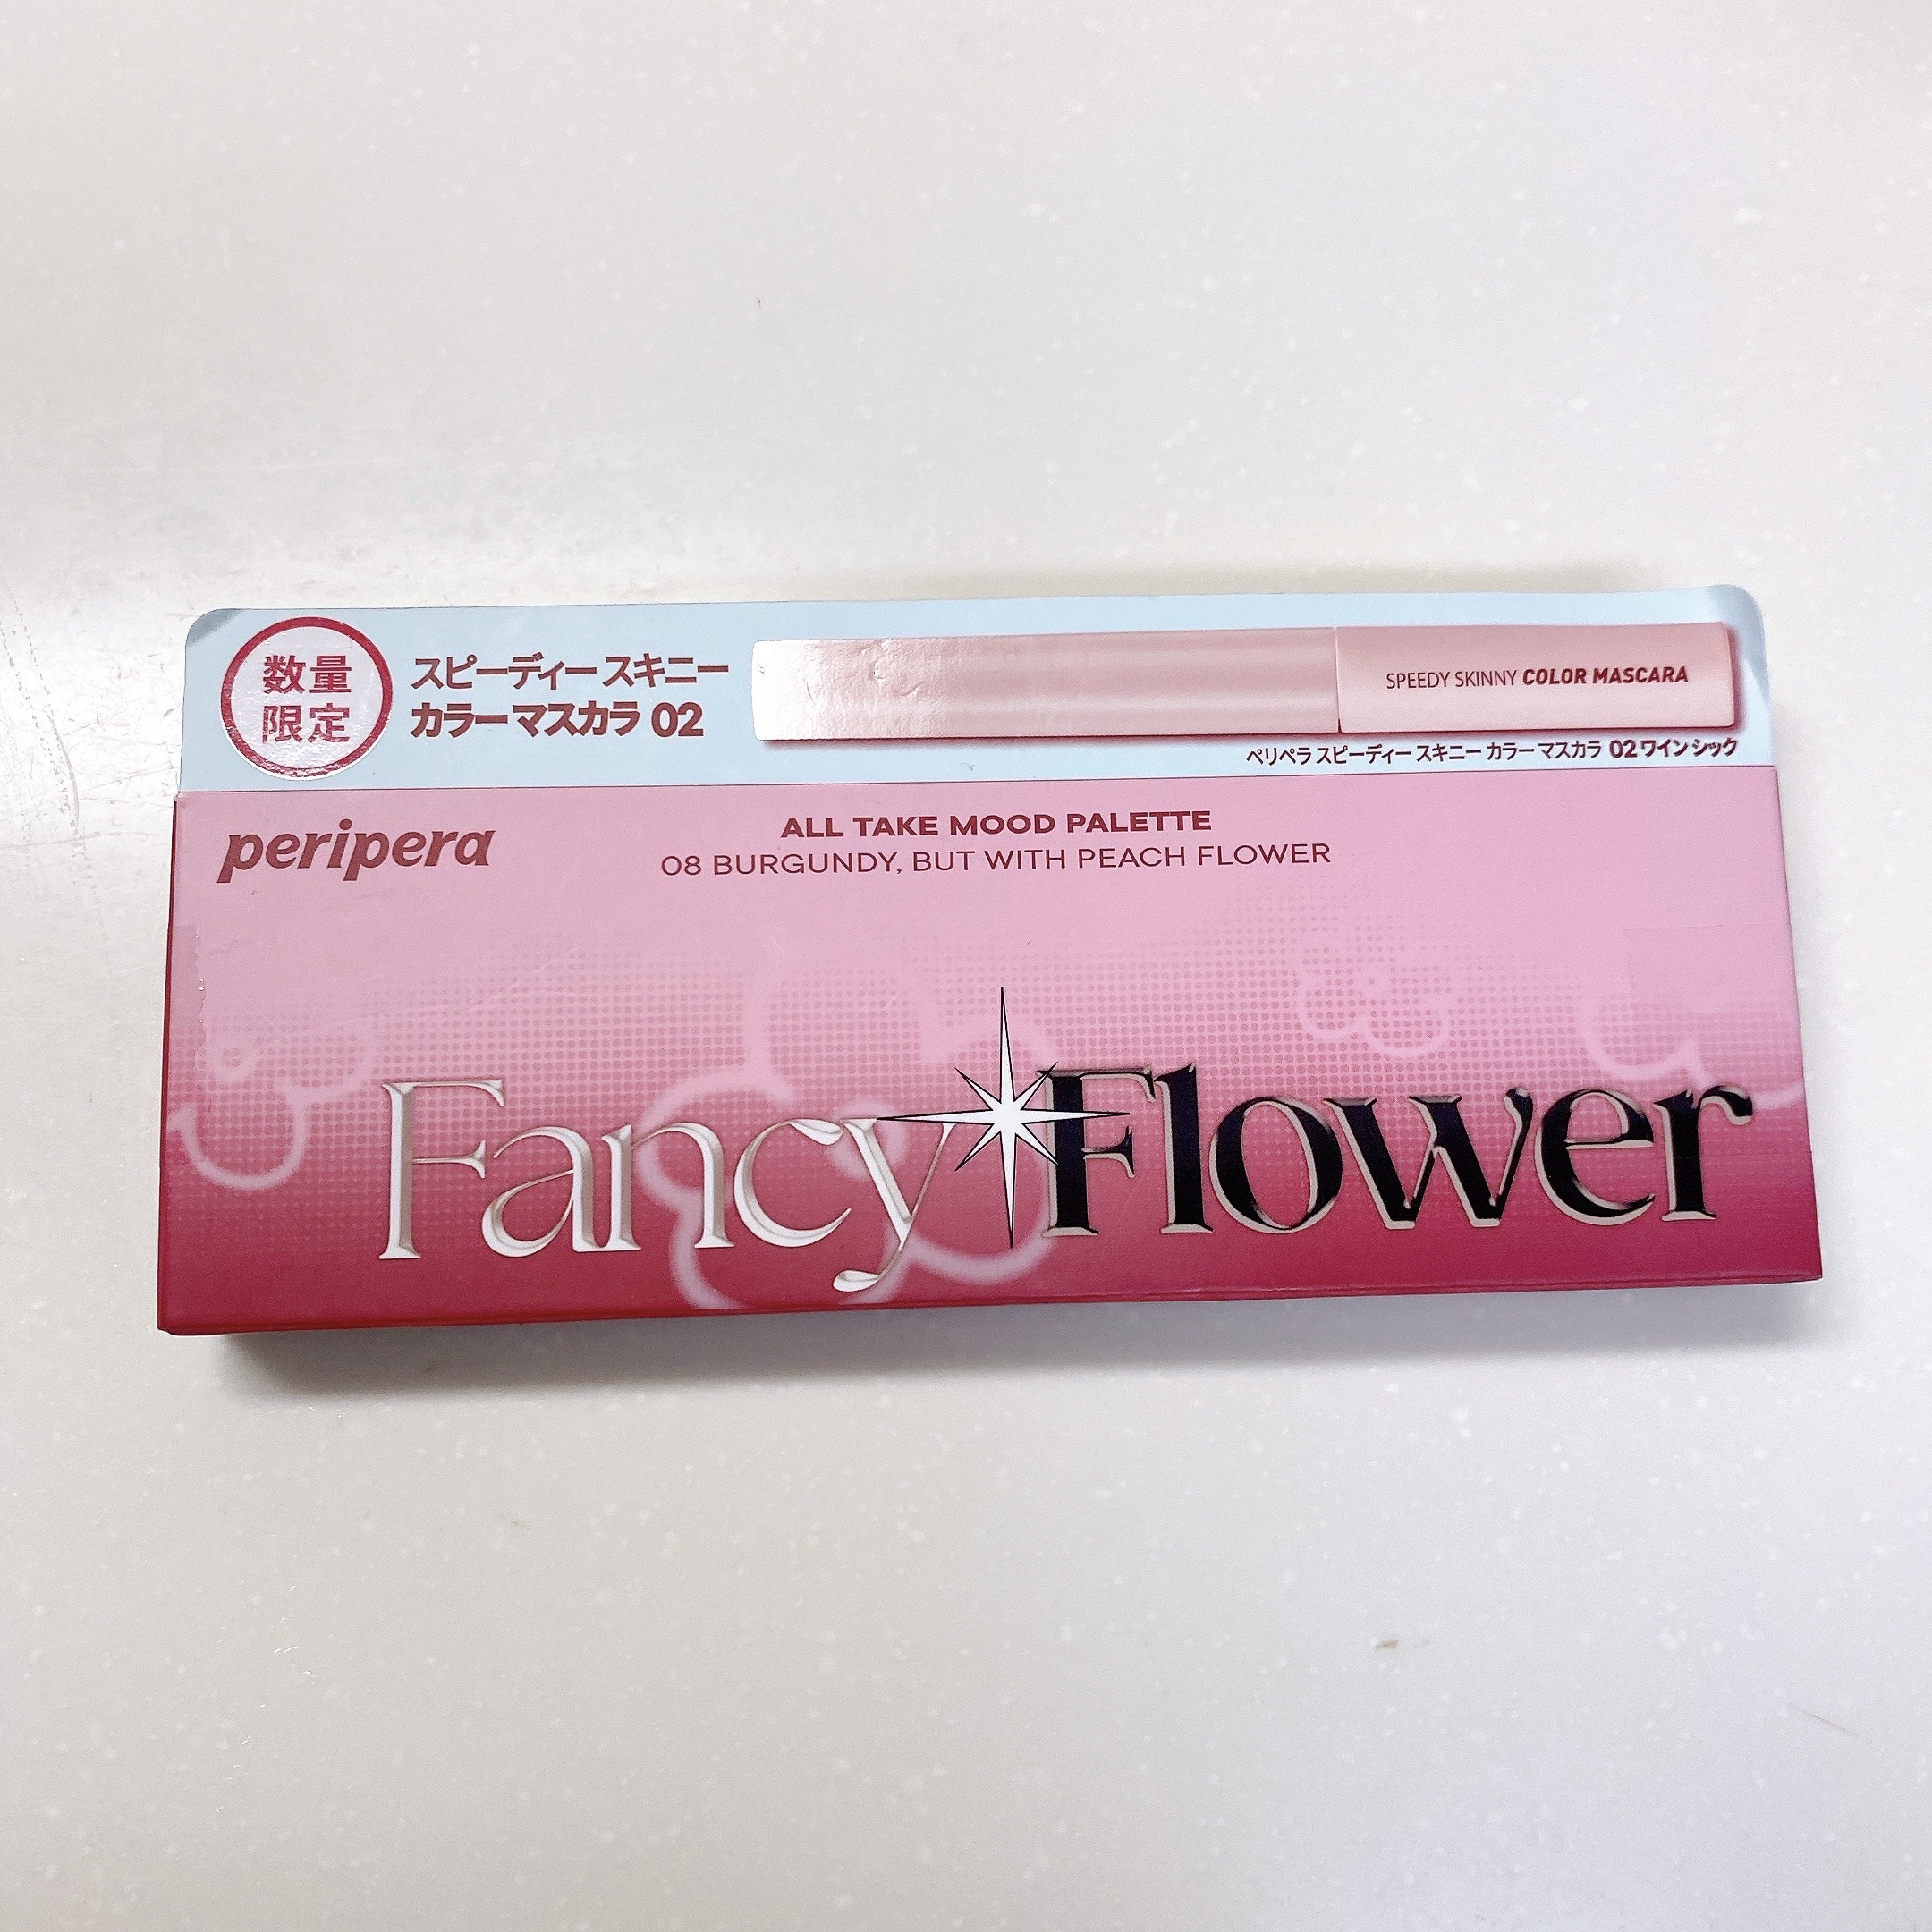 数量
限定
スピーディー スキニー
カラー マスカラ 02
SPEEDY SKINNY COLOR MASCARA
ペリペラ スピーディー スキニー カラー マスカラ 02 ワイン シック
peripera
ALL TAKE MOOD PALETTE
08 BURGUNDY, BUT WITH PEACH FLOWER
Fancy Flower